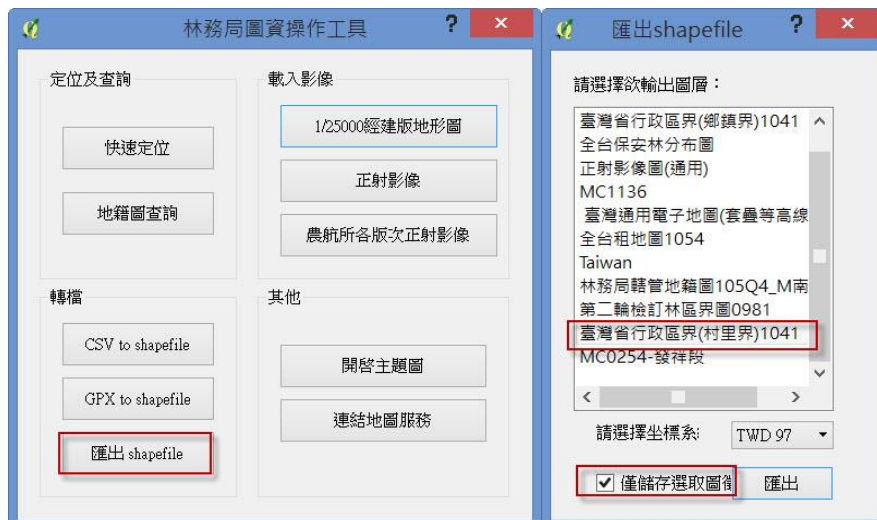 林務局圖資操作工具
?
×
定位及查詢
快速定位
地籍圖查詢
載入影像
1/25000經建版地形圖
正射影像
農航所各版次正射影像
轉檔
CSV to shapefile
GPX to shapefile
匯出 shapefile
其他
開啓主題圖
連結地圖服務
匯出shapefile
?
×
請選擇欲輸出圖層：
臺灣省行政區界(鄉鎮界)1041
全台保安林分布圖
正射影像圖(通用)
MC1136
臺灣通用電子地圖(套疊等高線
全台租地圖1054
Taiwan
林務局轄管地籍圖105Q4_M南
第二輪檢訂林區界圖0981
臺灣省行政區界(村里界)1041
MC0254-發祥段
請選擇坐標系:
TWD 97
僅儲存選取圖徵
匯出